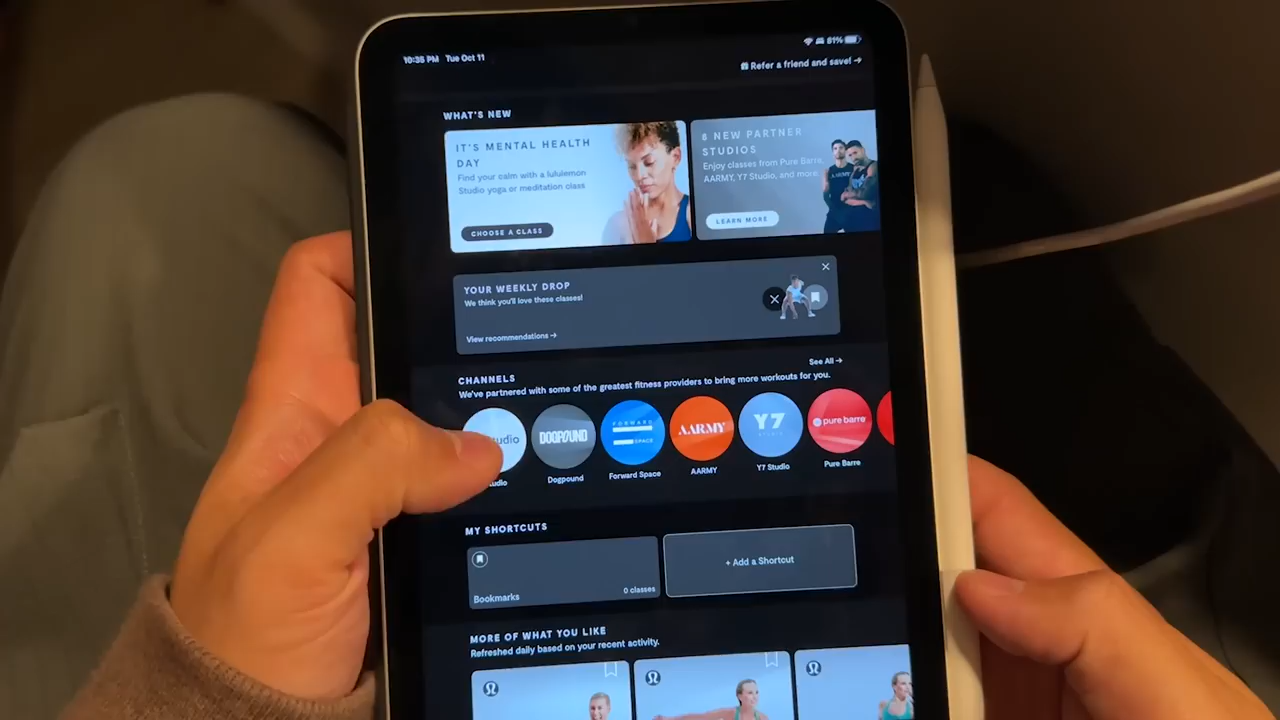 10:35 PM Tue Oct 11
81%
Refer a friend and save! →
WHAT'S NEW
IT'S MENTAL HEALTH
DAY
Find your calm with a lululemon
Studio yoga or meditation class
CHOOSE A CLASS
6 NEW PARTNER
STUDIOS
Enjoy classes from Pure Barre,
AARMY, Y7 Studio, and more
LEARN MORE
AARMY
YOUR WEEKLY DROP
We think you'll love these classes!
View recommendations →
See All →
CHANNELS
We've partnered with some of the greatest fitness providers to bring more workouts for you.
udio
DOGPOUND
FORWARD
SPACE
AARMY
Y7
STUDIO
pure barre
udio
Dogpound
Forward Space
AARMY
Y7 Studio
Pure Barre
MY SHORTCUTS
Bookmarks
0 classes
+ Add a Shortcut
MORE OF WHAT YOU LIKE
Refreshed daily based on your recent activity.